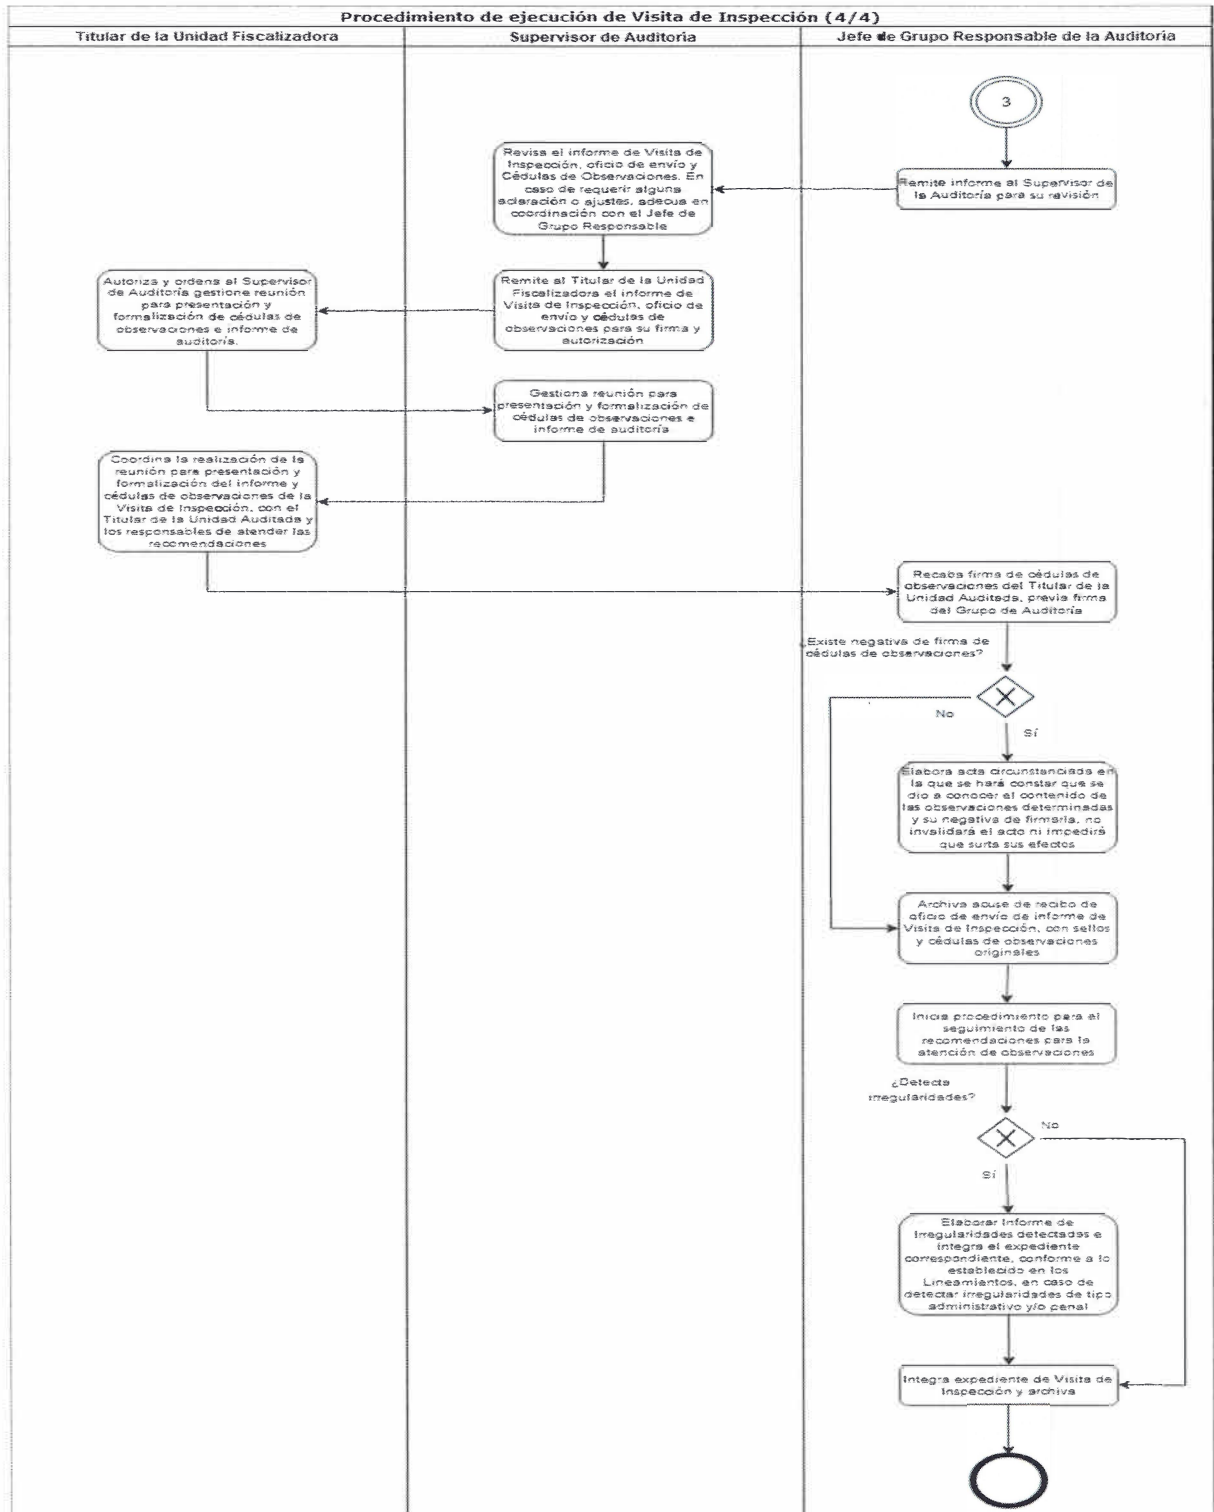 Procedimiento de ejecución de Visita de Inspección (4/4)
Titular de la Unidad Fiscalizadora
Supervisor de Auditoría
Jefe de Grupo Responsable de la Auditoría
3
Remite informe al Supervisor de
la Auditoría para su revisión
Revisa el informe de Visita de
Inspección, oficio de envío y
Cédulas de Observaciones. En
caso de requerir alguna
aclaración o ajustes, adecua en
coordinación con el Jefe de
Grupo Responsable
Remite al Titular de la Unidad
Fiscalizadora el informe de
Visita de Inspección, oficio de
envío y cédulas de
observaciones para su firma y
autorización
Autoriza y ordena al Supervisor
de Auditoría gestione reunión
para presentación y
formalización de cédulas de
observaciones e informe de
auditoría.
Gestiona reunión para
presentación y formalización de
cédulas de observaciones e
informe de auditoría
Coordina la realización de la
reunión para presentación y
formalización del informe y
cédulas de observaciones de la
Visita de Inspección, con el
Titular de la Unidad Auditada y
los responsables de atender las
recomendaciones
Recaba firma de cédulas de
observaciones del Titular de la
Unidad Auditada, previa firma
del Grupo de Auditoría
¿Existe negativa de firma de
cédulas de observaciones?
No
Sí
Elabora acta circunstanciada en
la que se hará constar que se
dio a conocer el contenido de
las observaciones determinadas
y su negativa de firmarla, no
invalidará el acto ni impedirá
que surta sus efectos
Archiva acuse de recibo de
oficio de envío de informe de
Visita de Inspección, con sellos
y cédulas de observaciones
originales
Inicia procedimiento para el
seguimiento de las
recomendaciones para la
atención de observaciones
¿Detecta
irregularidades?
No
Sí
Elaborar Informe de
Irregularidades detectadas e
integra el expediente
correspondiente, conforme a lo
establecido en los
Lineamientos, en caso de
detectar irregularidades de tipo
administrativo y/o penal
Integra expediente de Visita de
Inspección y archiva